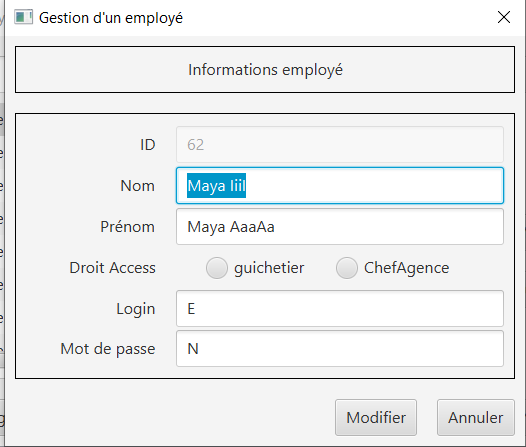 Gestion d'un employé
Informations employé
ID 62
Nom Maya Iiil
Prénom Maya AaaAa
Droit Access guichetier ChefAgence
Login E
Mot de passe N
Modifier Annuler